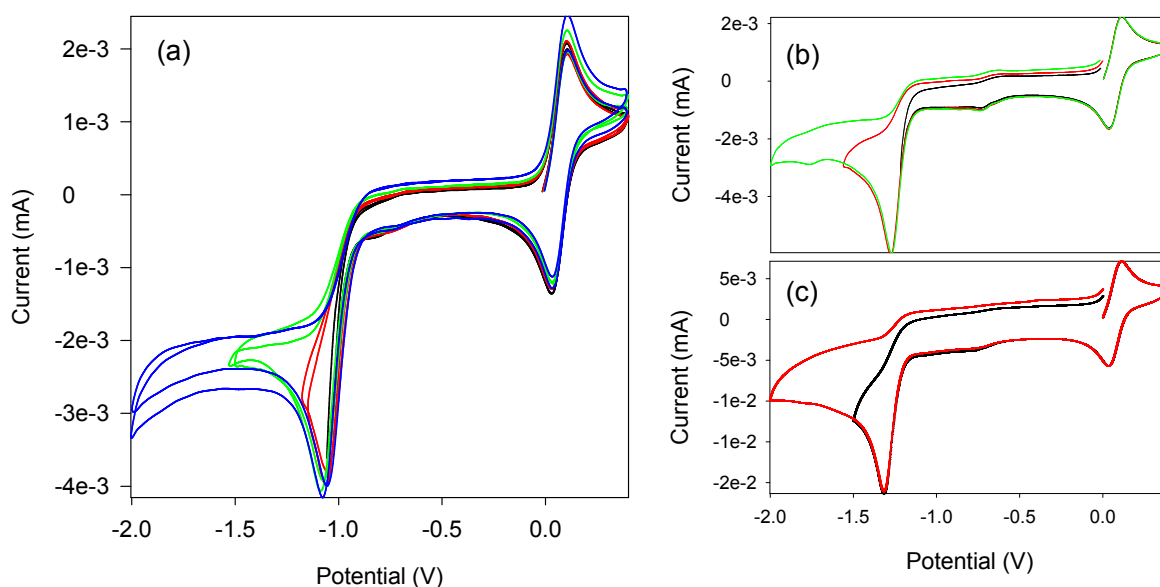 (a)
2e-3
1e-3
0
-1e-3
-2e-3
-3e-3
-4e-3
Current (mA)
-2.0 -1.5 -1.0 -0.5 0.0
Potential (V)
(b)
2e-3
0
-2e-3
-4e-3
Current (mA)
(c)
5e-3
0
-5e-3
-1e-2
-1e-2
-2e-2
Current (mA)
-2.0 -1.5 -1.0 -0.5 0.0
Potential (V)